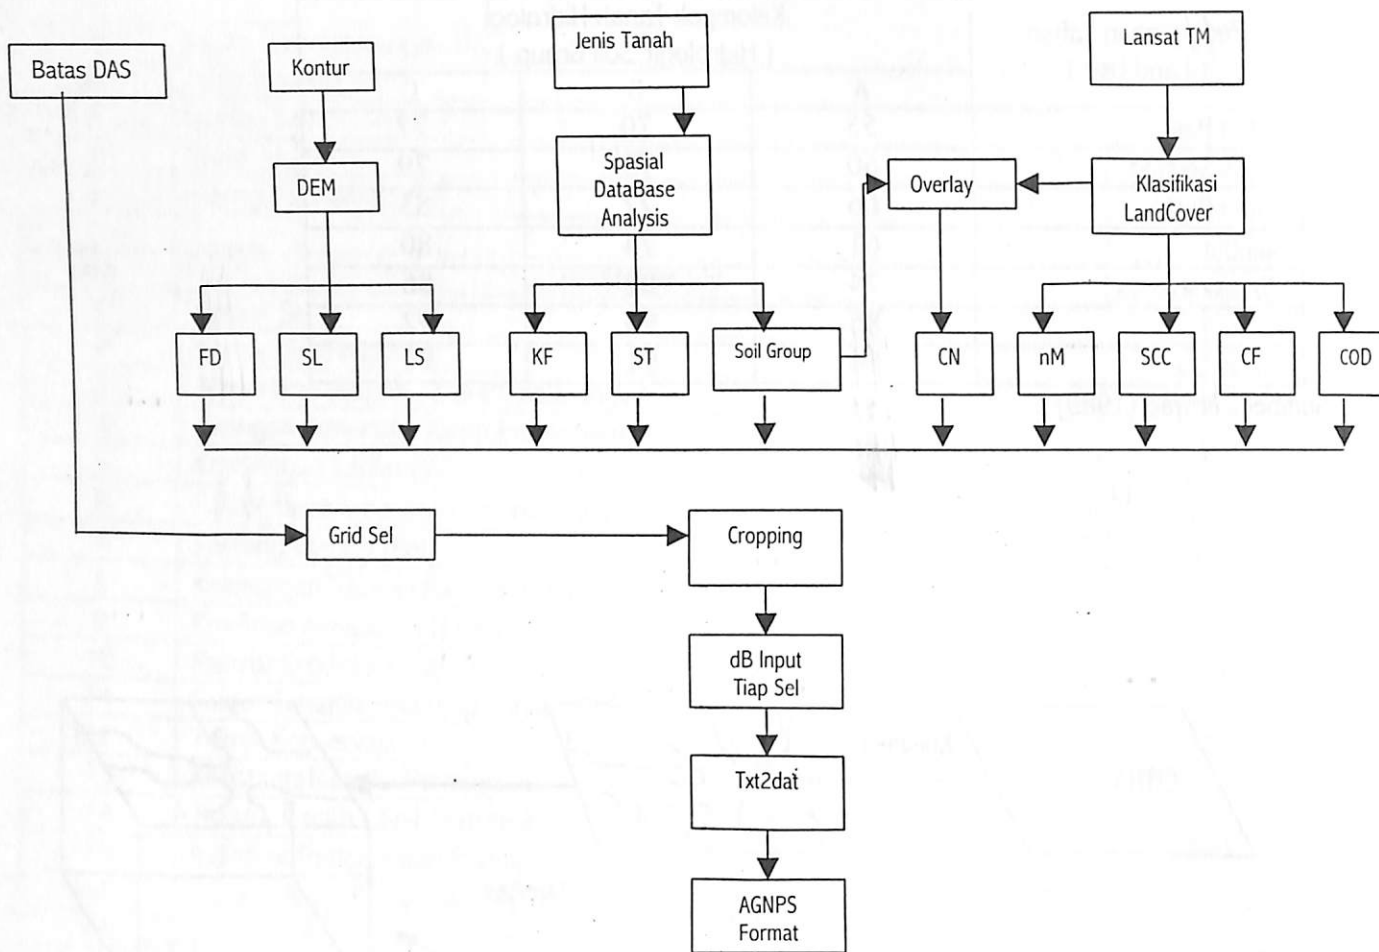 Batas DAS
Kontur
Jenis Tanah
Lansat TM
DEM
Spasial
DataBase
Analysis
Overlay
Klasifikasi
LandCover
FD
SL
LS
KF
ST
Soil Group
CN
nM
SCC
CF
COD
Grid Sel
Cropping
dB Input
Tiap Sel
Txt2dat
AGNPS
Format